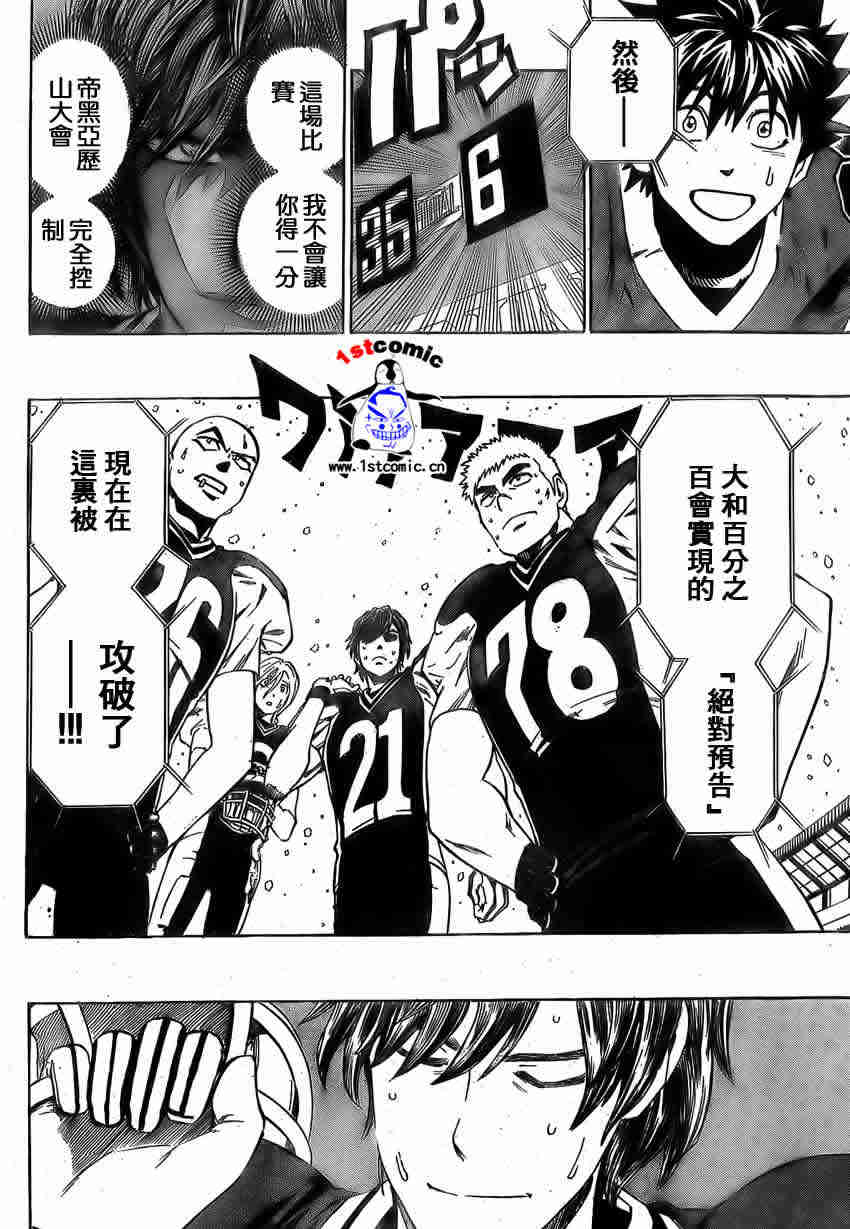 然後——
パン
6
TOTAL
35
這場比
賽
我不會讓
你得一分
帝黑亞歷
山大會
完全控
制
1stcomic
www.1stcomic.cn
大和百分之
百會實現的
『絕對預告』
78
21
現在在
這裏被
攻破了
——!!!